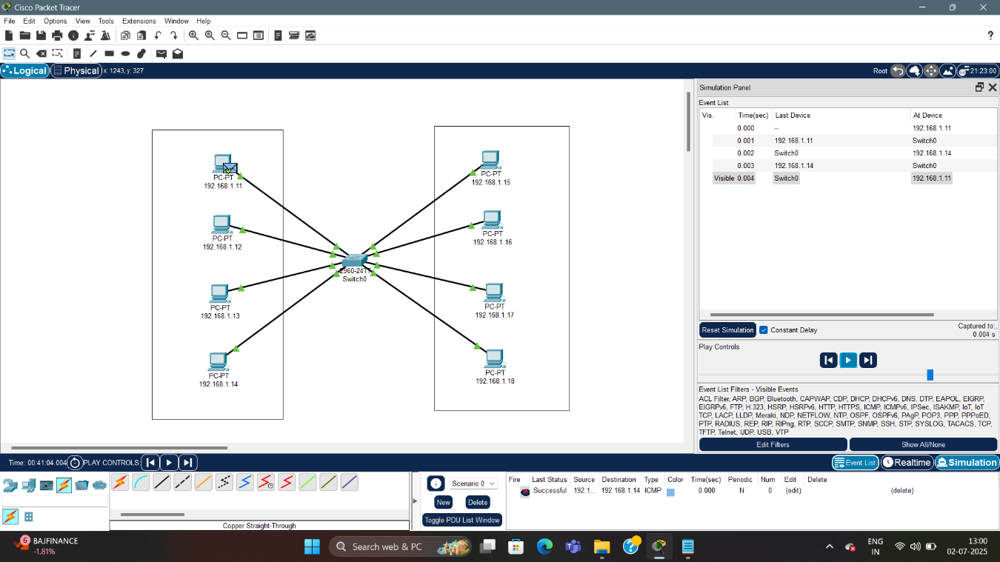 Cisco Packet Tracer
File Edit Options View Tools Extensions Window Help
?
Logical Physical x: 1243, y: 327 Root 21:23:00
PC-PT
192.168.1.11
PC-PT
192.168.1.12
PC-PT
192.168.1.13
PC-PT
192.168.1.14
2960-24TT
Switch0
PC-PT
192.168.1.15
PC-PT
192.168.1.16
PC-PT
192.168.1.17
PC-PT
192.168.1.18
Simulation Panel
Event List
Vis. Time(sec) Last Device At Device
0.000 -- 192.168.1.11
0.001 192.168.1.11 Switch0
0.002 Switch0 192.168.1.14
0.003 192.168.1.14 Switch0
Visible 0.004 Switch0 192.168.1.11
Reset Simulation Constant Delay Captured to:
0.004 s
Play Controls
Event List Filters - Visible Events
ACL Filter, ARP, BGP, Bluetooth, CAPWAP, CDP, DHCP, DHCPv6, DNS, DTP, EAPOL, EIGRP,
EIGRPv6, FTP, H.323, HSRP, HSRPv6, HTTP, HTTPS, ICMP, ICMPv6, IPSec, ISAKMP, IoT, IoT
TCP, LACP, LLDP, Meraki, NDP, NETFLOW, NTP, OSPF, OSPFv6, PAgP, POP3, PPP, PPPoED,
PTP, RADIUS, REP, RIP, RIPng, RTP, SCCP, SMTP, SNMP, SSH, STP, SYSLOG, TACACS, TCP,
TFTP, Telnet, UDP, USB, VTP
Edit Filters Show All/None
Time: 00:41:04.004 PLAY CONTROLS: Event List Realtime Simulation
Copper Straight-Through
Scenario 0
New Delete
Toggle PDU List Window
Fire Last Status Source Destination Type Color Time(sec) Periodic Num Edit Delete
Successful 192.1... 192.168.1.14 ICMP 0.000 N 0 (edit) (delete)
6
BAJFINANCE
-1.81%
Search web & PC
ENG
IN
13:00
02-07-2025